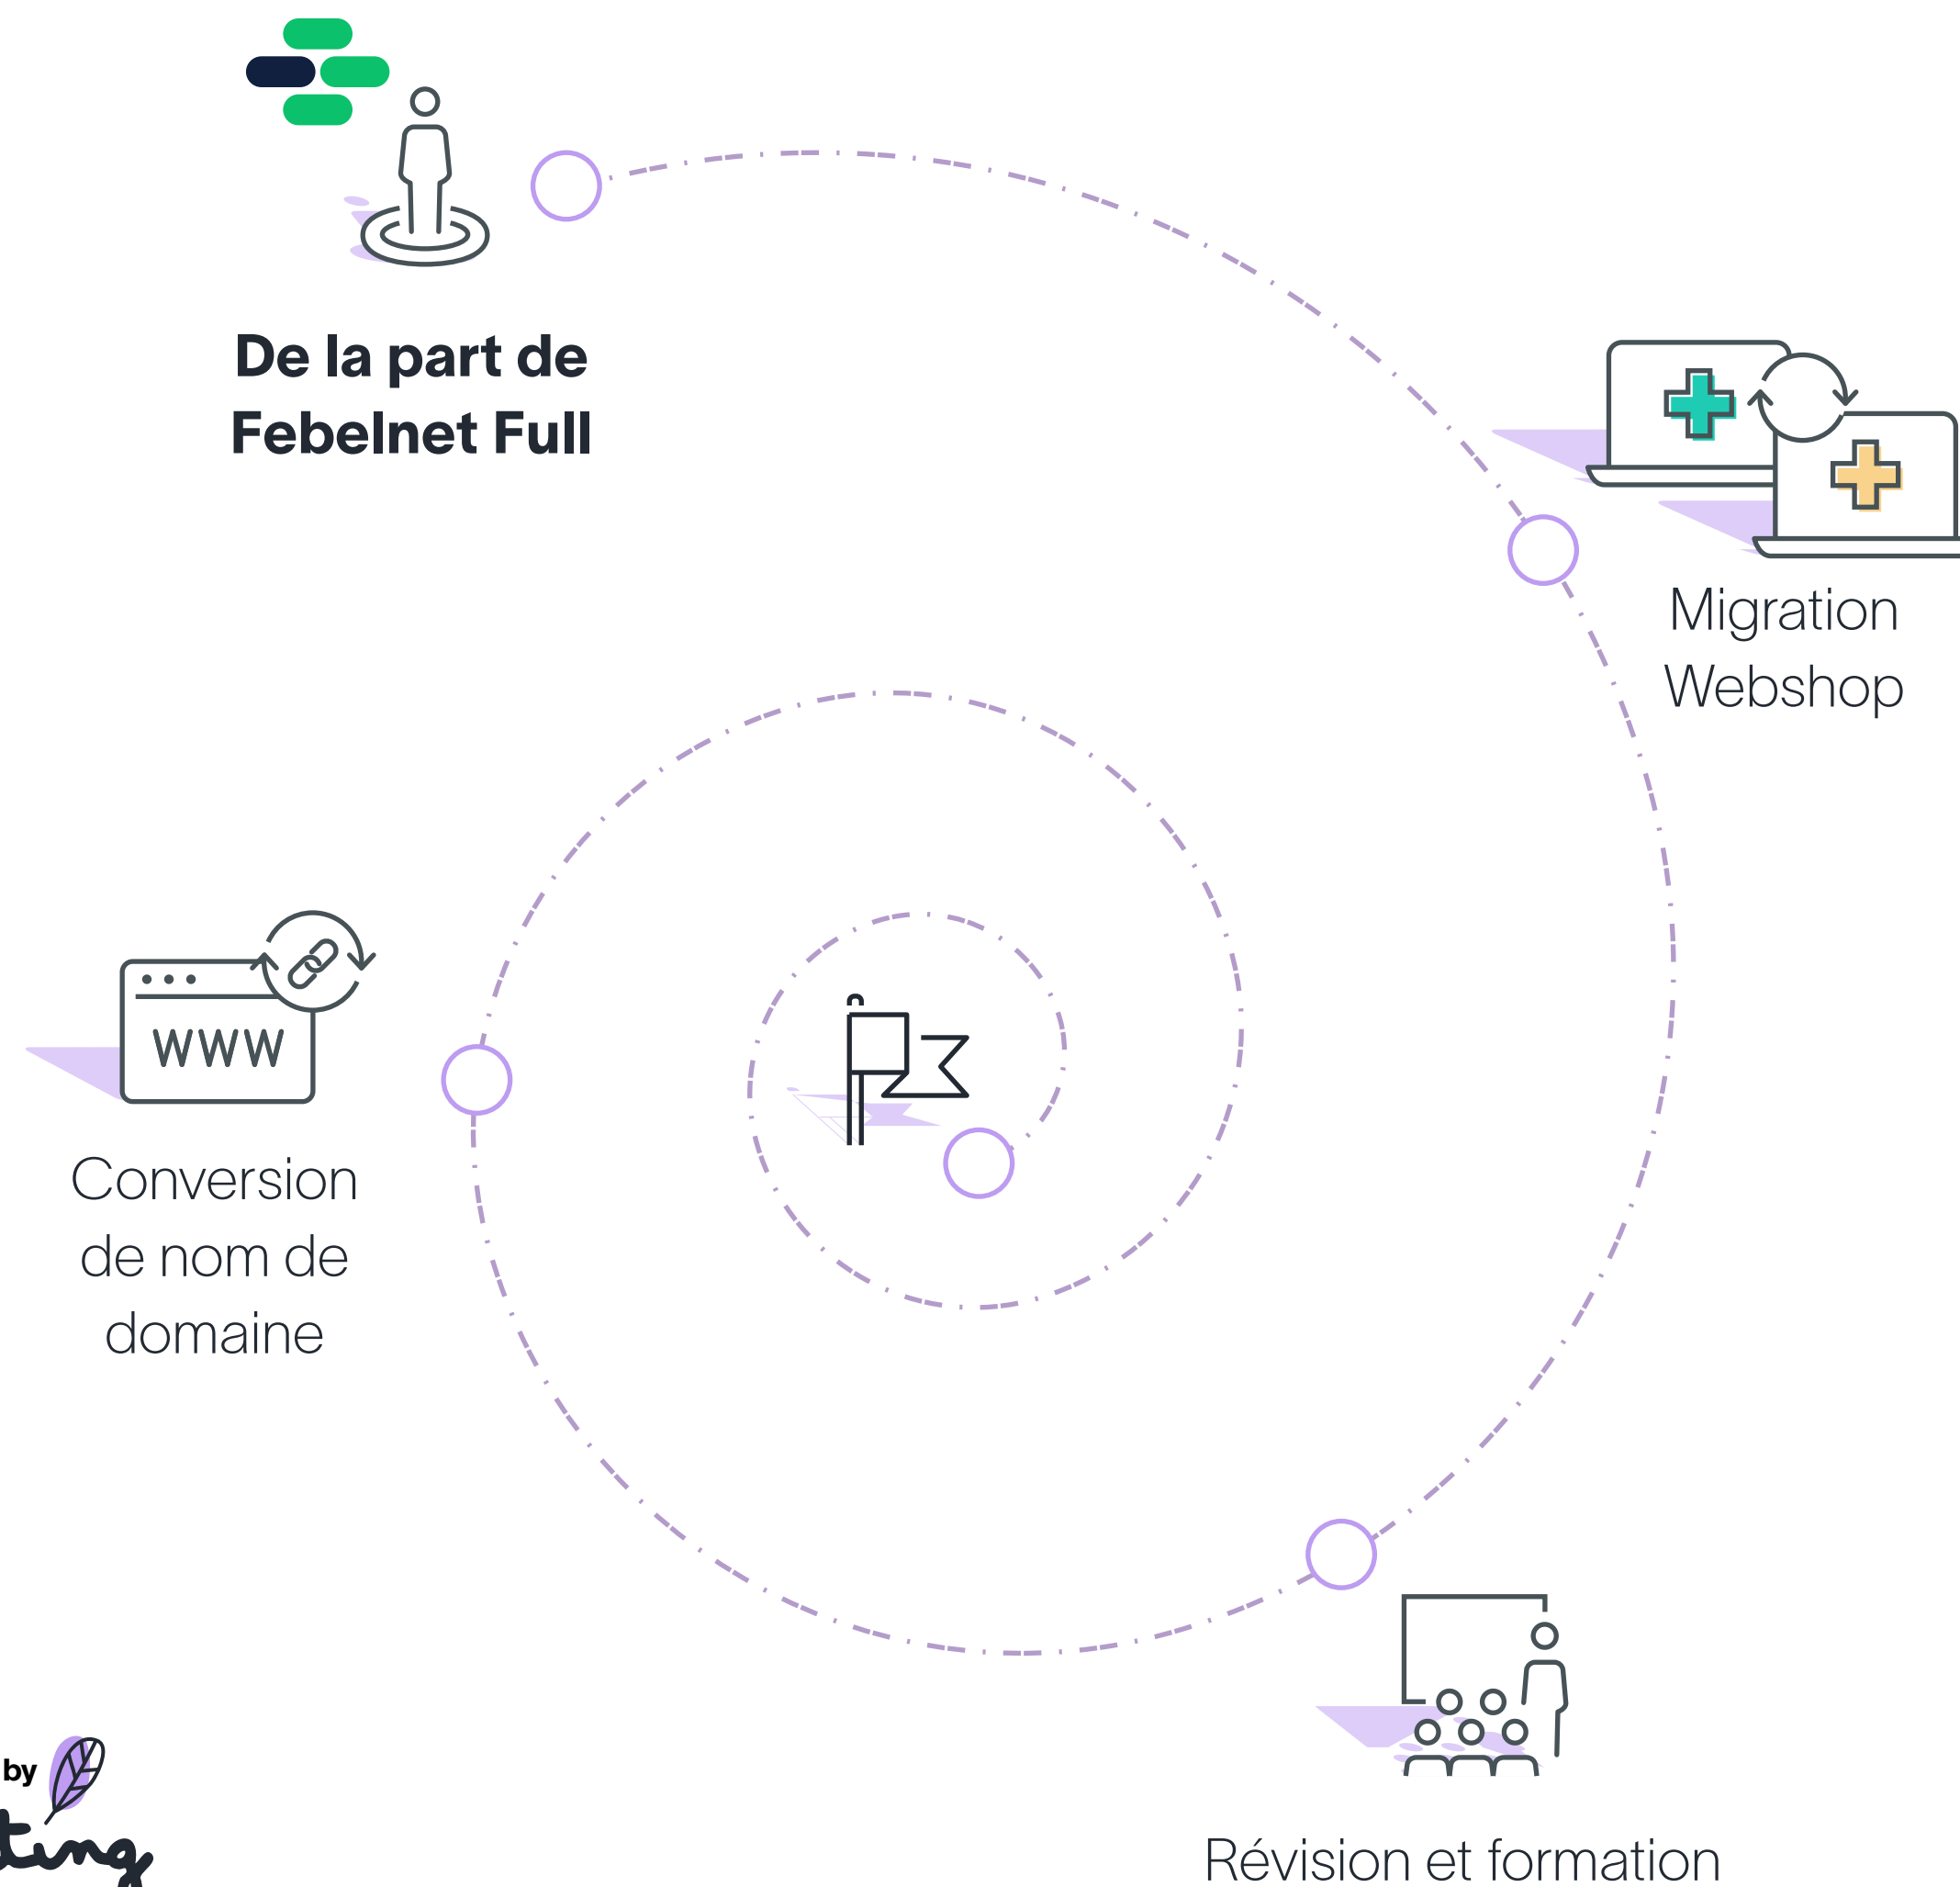 De la part de
Febelnet Full
Migration
Webshop
WWW
Conversion
de nom de
domaine
by
Révision et formation